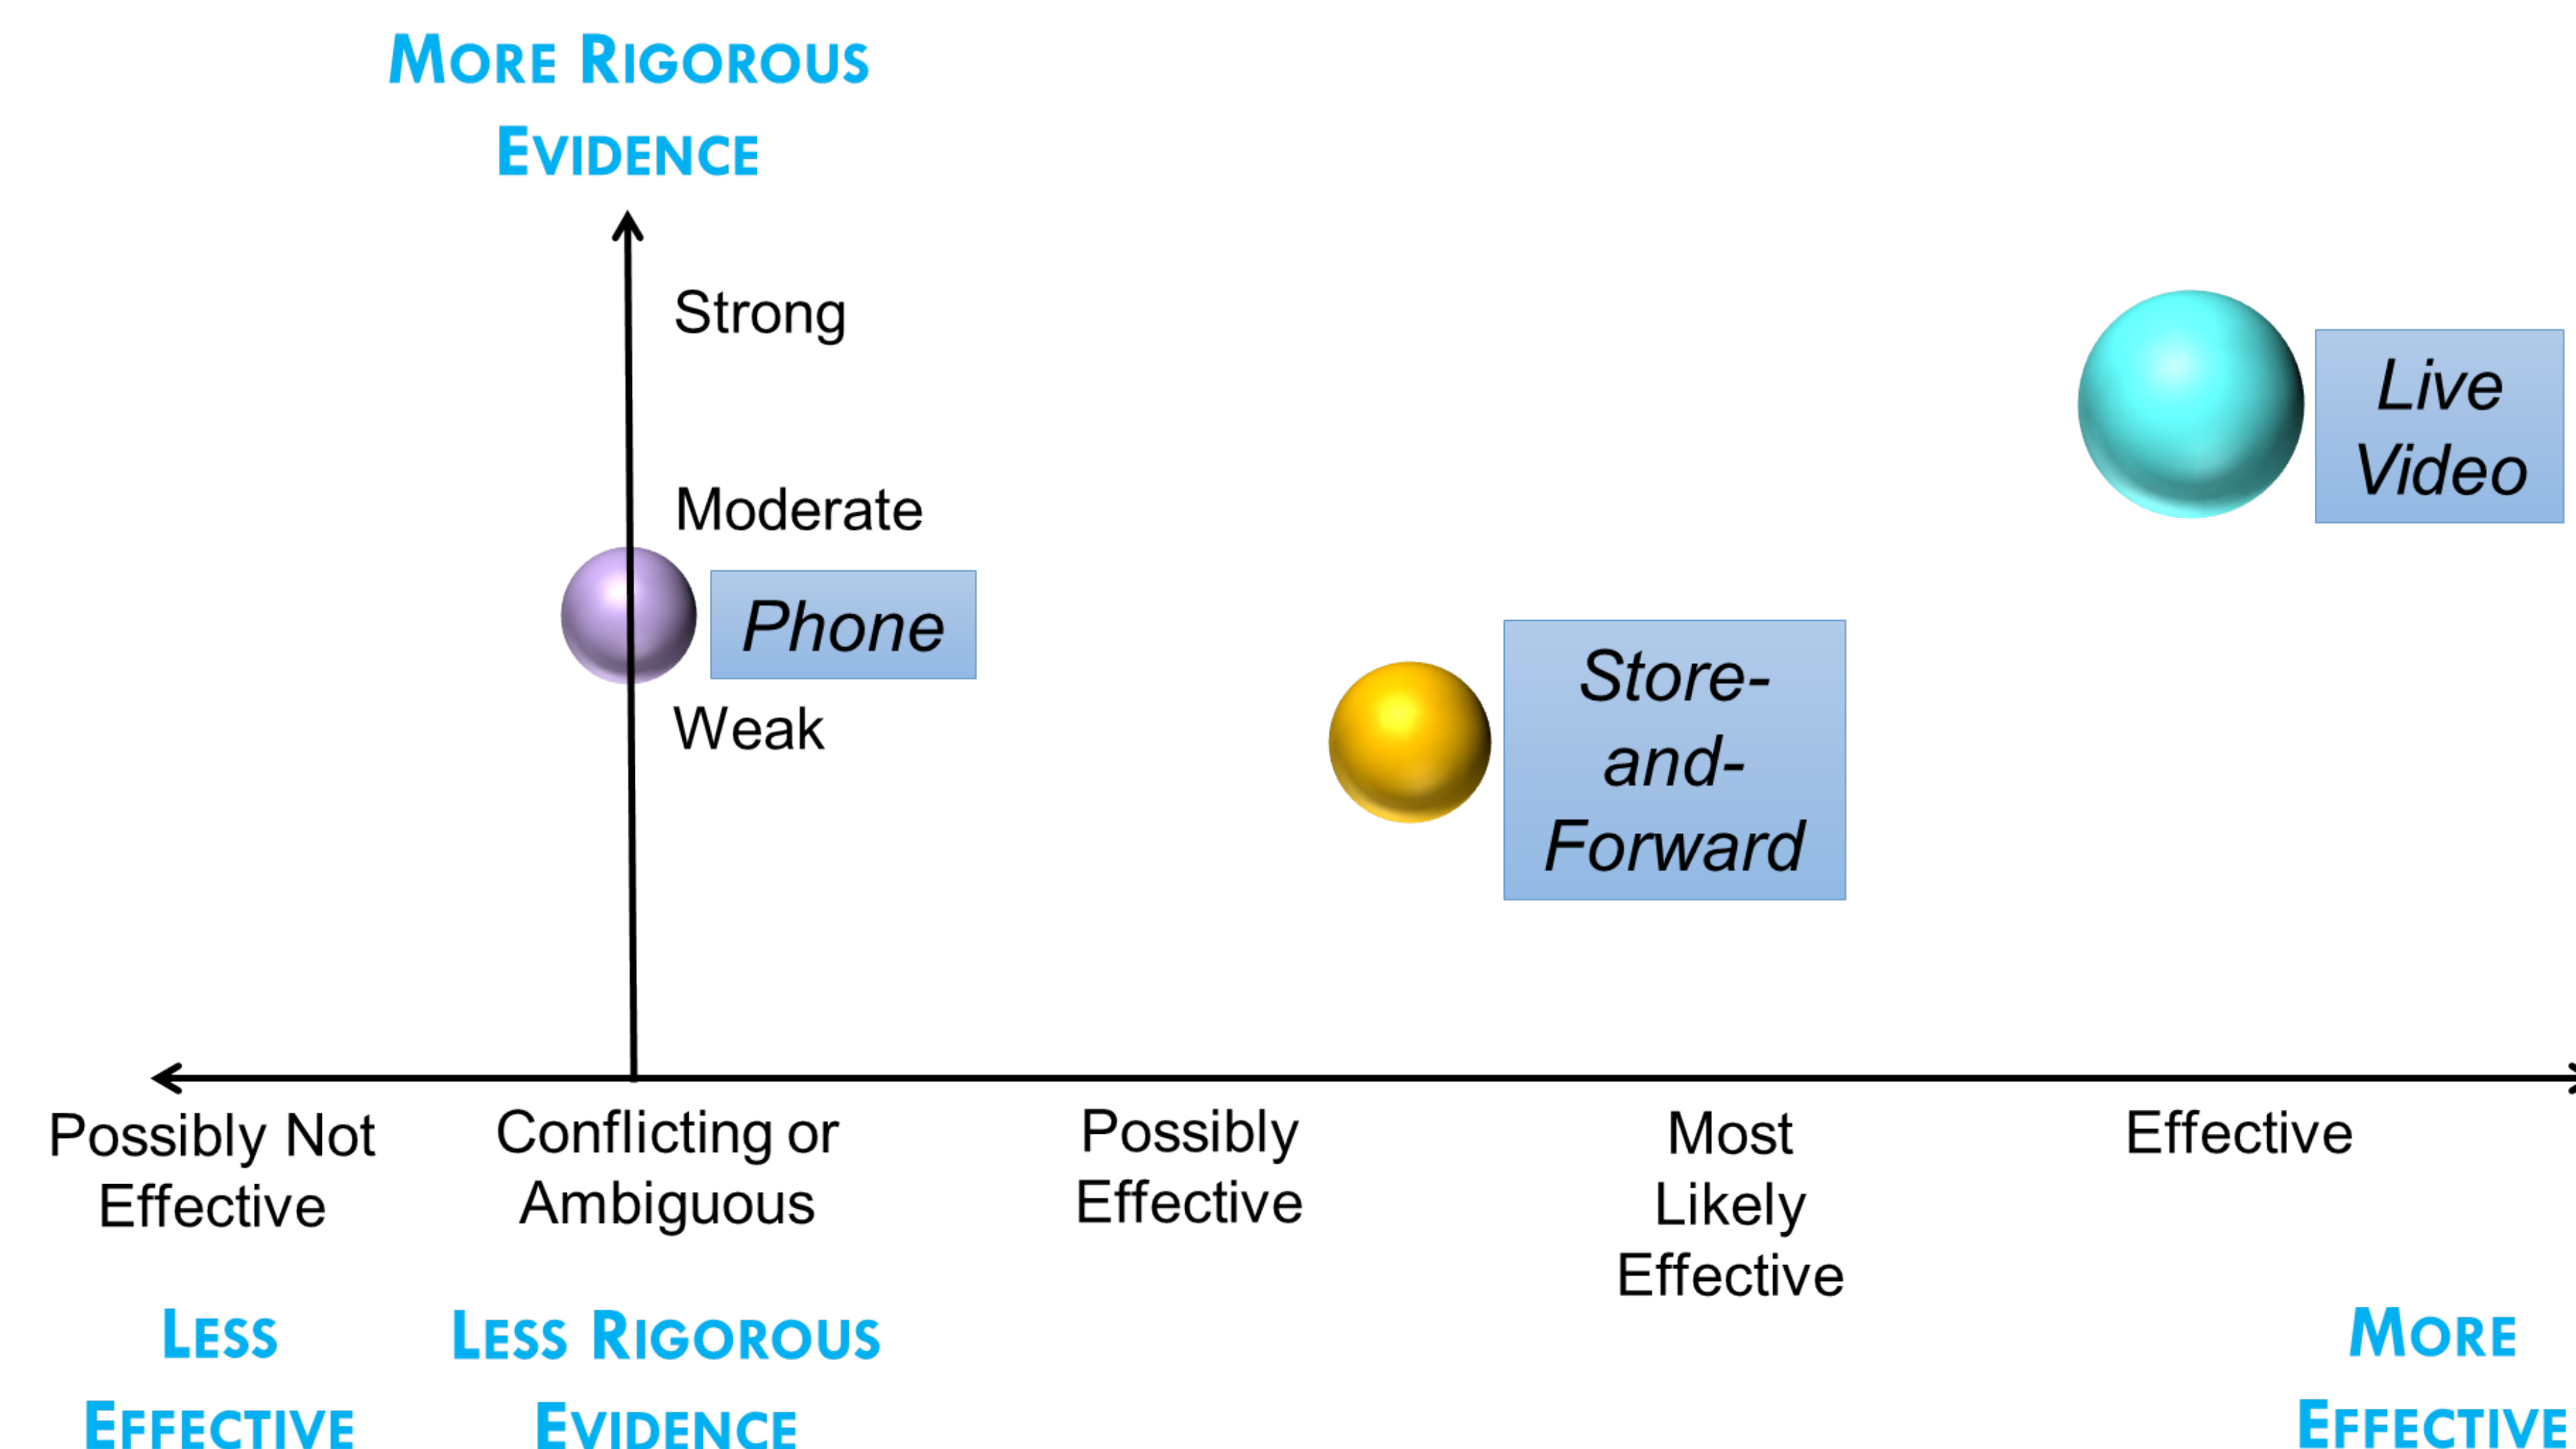 MORE RIGOROUS
EVIDENCE
Strong
Live
Video
Moderate
Phone
Store-
and-
Forward
Weak
Possibly Not
Effective
Conflicting or
Ambiguous
Possibly
Effective
Most
Likely
Effective
Effective
LESS
EFFECTIVE
LESS RIGOROUS
EVIDENCE
MORE
EFFECTIVE